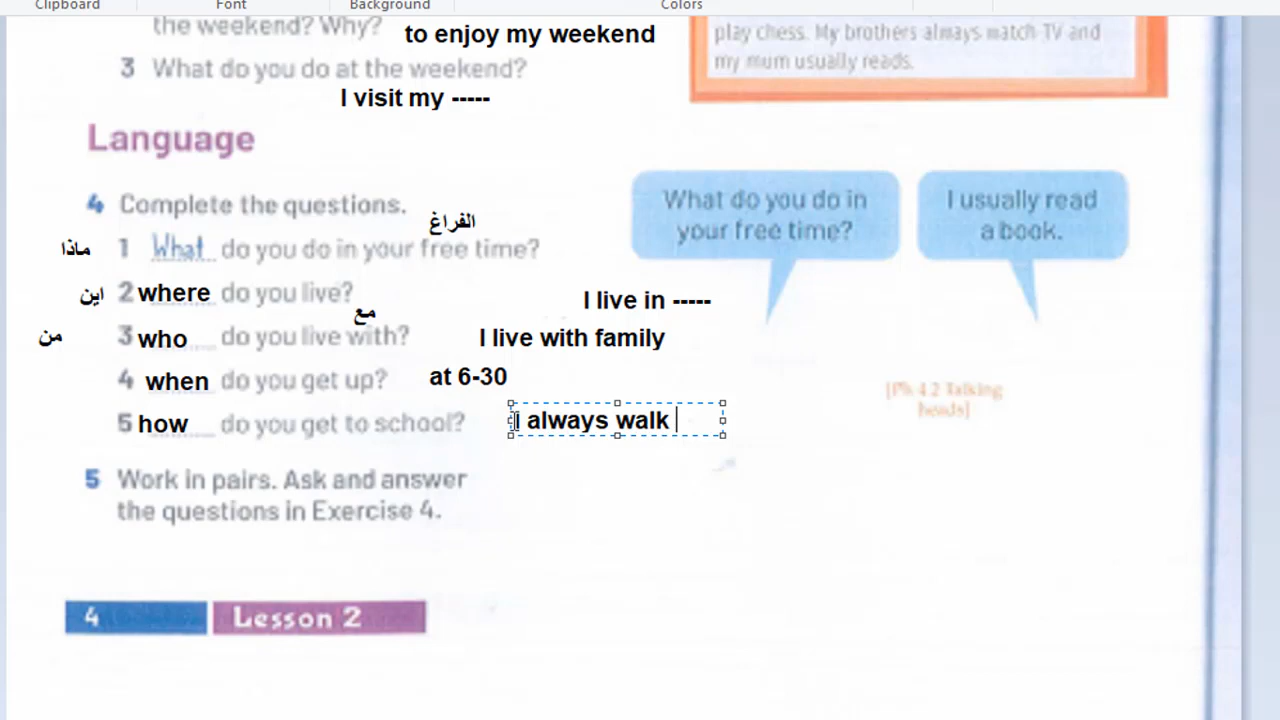 Clipboard Font Background Colors
the weekend? Why? to enjoy my weekend
3 What do you do at the weekend?
I visit my -----
play chess. My brothers always watch TV and
my mum usually reads.
Language
4 Complete the questions.
الفراغ
ماذا 1 What do you do in your free time?
اين 2 where do you live? I live in -----
مع
من 3 who do you live with? I live with family
4 when do you get up? at 6-30
5 how do you get to school? i always walk
What do you do in
your free time?
I usually read
a book.
[Ph 4.2 Talking
heads]
5 Work in pairs. Ask and answer
the questions in Exercise 4.
4 Lesson 2